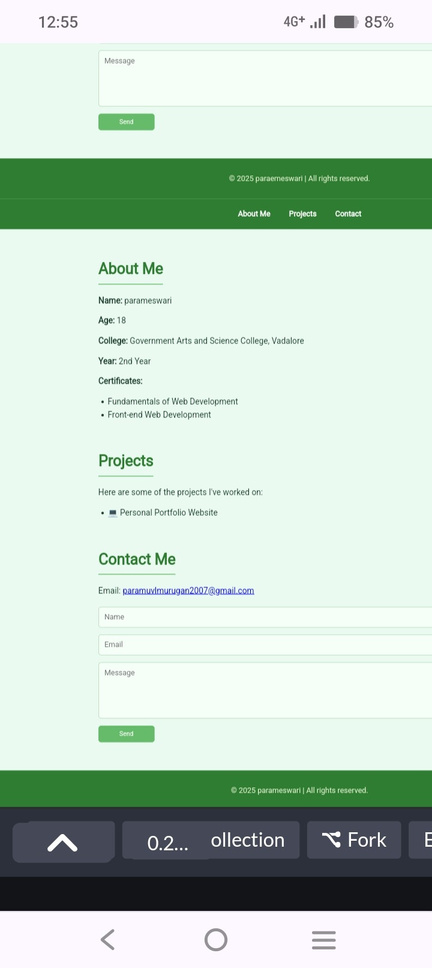 12:55
4G+
85%
Message
Send
© 2025 paraemeswari | All rights reserved.
About Me Projects Contact
About Me
Name: parameswari
Age: 18
College: Government Arts and Science College, Vadalore
Year: 2nd Year
Certificates:
• Fundamentals of Web Development
• Front-end Web Development
Projects
Here are some of the projects I've worked on:
• 💻 Personal Portfolio Website
Contact Me
Email: paramuvlmurugan2007@gmail.com
Name
Email
Message
Send
© 2025 parameswari | All rights reserved.
0.2... ollection Fork